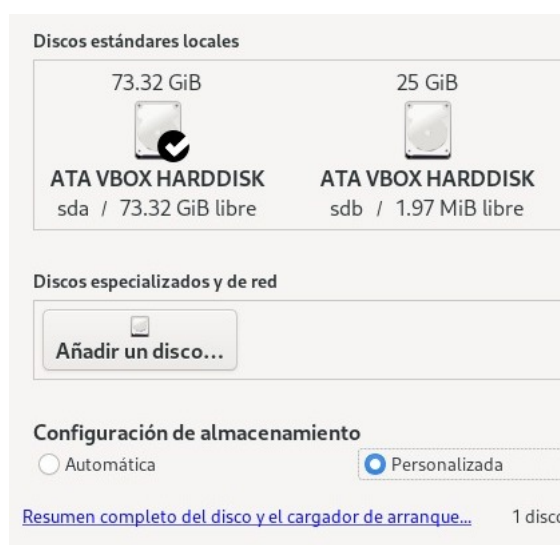 Discos estándares locales
73.32 GiB 25 GiB
ATA VBOX HARDDISK ATA VBOX HARDDISK
sda / 73.32 GiB libre sdb / 1.97 MiB libre
Discos especializados y de red
Añadir un disco...
Configuración de almacenamiento
Automática Personalizada
Resumen completo del disco y el cargador de arranque... 1 disco